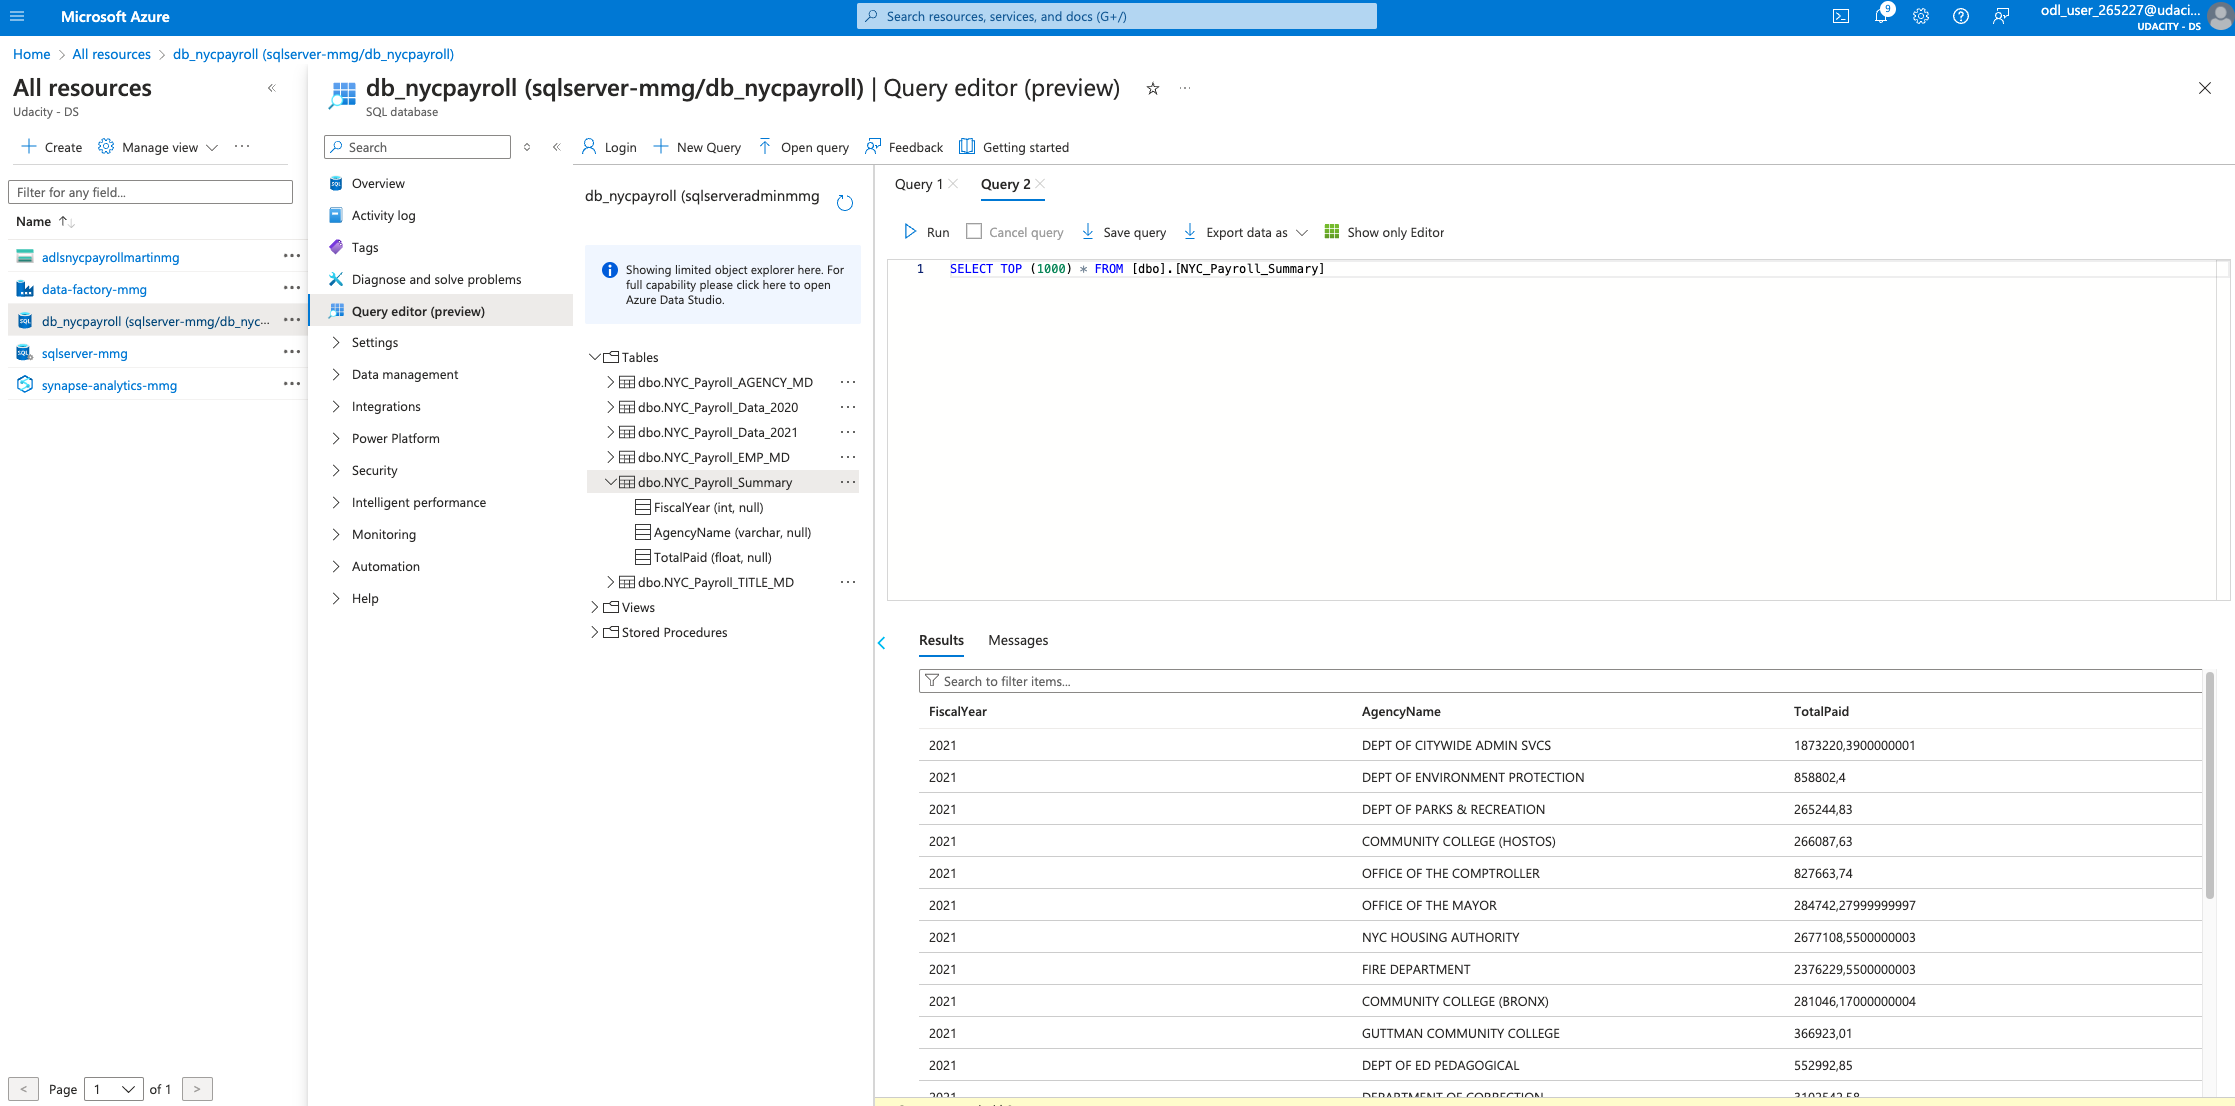 Microsoft Azure
Search resources, services, and docs (G+/)
9
odl_user_265227@udaci...
UDACITY - DS
Home > All resources > db_nycpayroll (sqlserver-mmg/db_nycpayroll)
All resources
Udacity - DS
Create
Manage view
Filter for any field...
Name
adlsnycpayrollmartinmg
data-factory-mmg
db_nycpayroll (sqlserver-mmg/db_nyc...
sqlserver-mmg
synapse-analytics-mmg
< Page 1 of 1 >
db_nycpayroll (sqlserver-mmg/db_nycpayroll) | Query editor (preview)
SQL database
Search
Overview
Activity log
Tags
Diagnose and solve problems
Query editor (preview)
Settings
Data management
Integrations
Power Platform
Security
Intelligent performance
Monitoring
Automation
Help
Login
New Query
Open query
Feedback
Getting started
db_nycpayroll (sqlserveradminmmg
Showing limited object explorer here. For
full capability please click here to open
Azure Data Studio.
Tables
dbo.NYC_Payroll_AGENCY_MD
dbo.NYC_Payroll_Data_2020
dbo.NYC_Payroll_Data_2021
dbo.NYC_Payroll_EMP_MD
dbo.NYC_Payroll_Summary
FiscalYear (int, null)
AgencyName (varchar, null)
TotalPaid (float, null)
dbo.NYC_Payroll_TITLE_MD
Views
Stored Procedures
Query 1
Query 2
Run
Cancel query
Save query
Export data as
Show only Editor
1 SELECT TOP (1000) * FROM [dbo].[NYC_Payroll_Summary]
Results
Messages
Search to filter items...
FiscalYear AgencyName TotalPaid
2021 DEPT OF CITYWIDE ADMIN SVCS 1873220,3900000001
2021 DEPT OF ENVIRONMENT PROTECTION 858802,4
2021 DEPT OF PARKS & RECREATION 265244,83
2021 COMMUNITY COLLEGE (HOSTOS) 266087,63
2021 OFFICE OF THE COMPTROLLER 827663,74
2021 OFFICE OF THE MAYOR 284742,27999999997
2021 NYC HOUSING AUTHORITY 2677108,5500000003
2021 FIRE DEPARTMENT 2376229,5500000003
2021 COMMUNITY COLLEGE (BRONX) 281046,17000000004
2021 GUTTMAN COMMUNITY COLLEGE 366923,01
2021 DEPT OF ED PEDAGOGICAL 552992,85
2021 DEPARTMENT OF CORRECTION